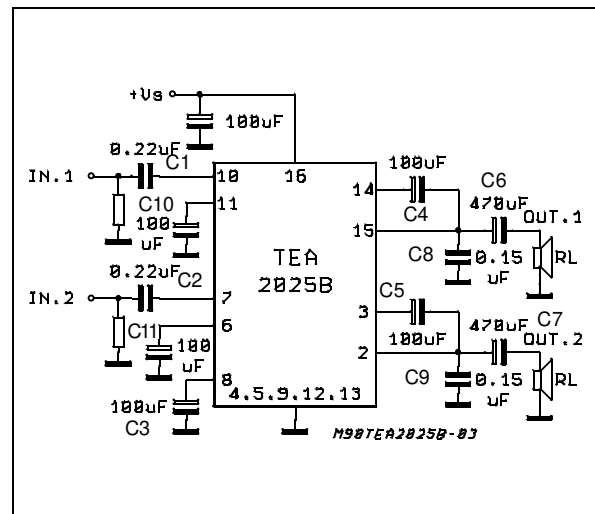 +Vs
100uF
0.22uF C1
IN.1
10
16
14
100uF
C6
C10
11
100
uF
C4
470uF
OUT.1
15
TEA
2025B
C8
0.15
uF
RL
0.22uF C2
IN.2
7
3
C5
C7
6
C11
100
uF
2
100uF
470uF
OUT.2
8
100uF
C3
C9
0.15
uF
RL
4.5.9.12.13
M90TEA2025B-03